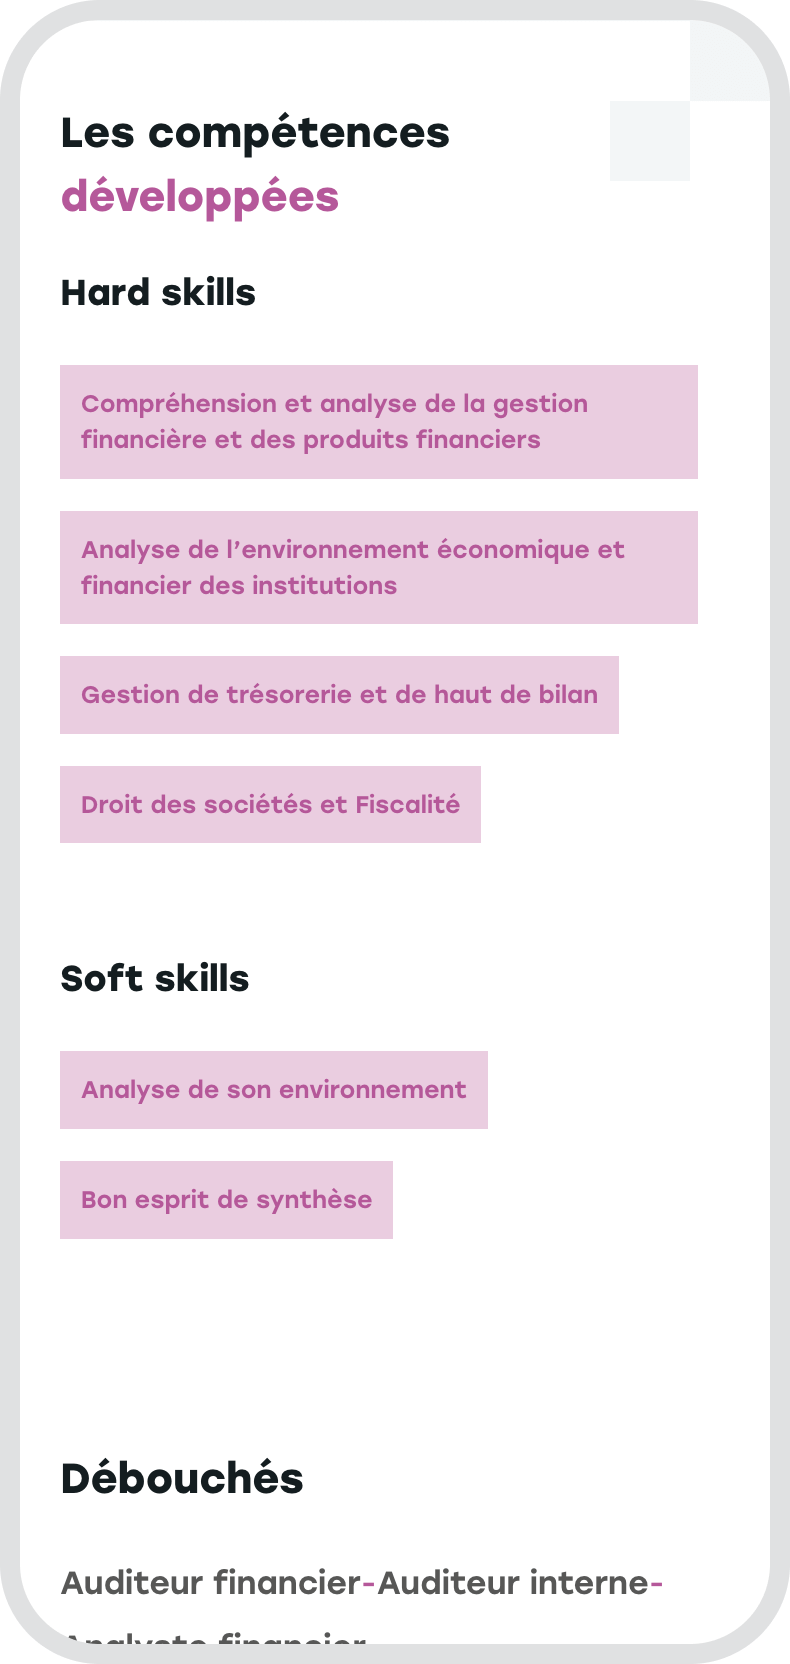 Les compétences
développées
Hard skills
Compréhension et analyse de la gestion
financière et des produits financiers
Analyse de l’environnement économique et
financier des institutions
Gestion de trésorerie et de haut de bilan
Droit des sociétés et Fiscalité
Soft skills
Analyse de son environnement
Bon esprit de synthèse
Débouchés
Auditeur financier-Auditeur interne-
Analyste financier